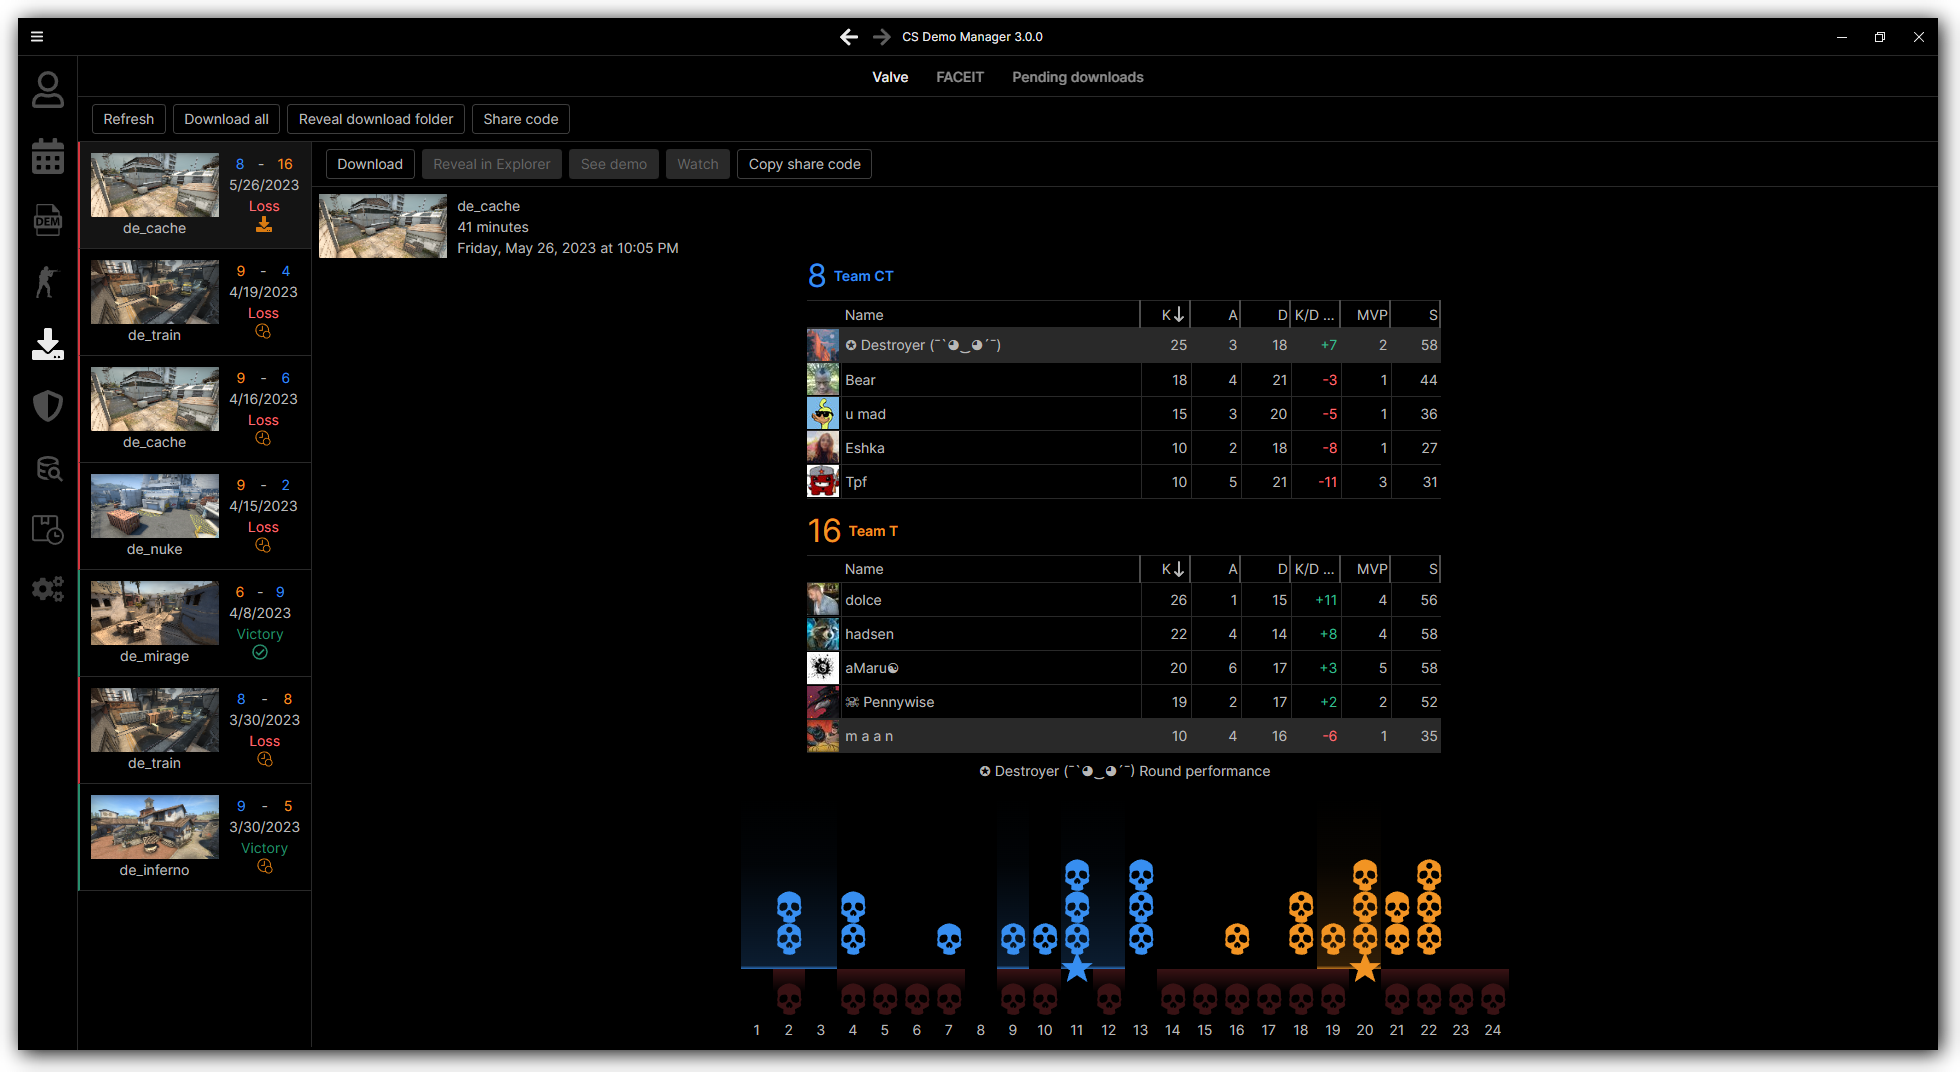 CS Demo Manager 3.0.0
Valve FACEIT Pending downloads
Refresh Download all Reveal download folder Share code
8 - 16
5/26/2023
Loss
de_cache
9 - 4
4/19/2023
Loss
de_train
9 - 6
4/16/2023
Loss
de_cache
9 - 2
4/15/2023
Loss
de_nuke
6 - 9
4/8/2023
Victory
de_mirage
8 - 8
3/30/2023
Loss
de_train
9 - 5
3/30/2023
Victory
de_inferno
DEM
Download Reveal in Explorer See demo Watch Copy share code
de_cache
41 minutes
Friday, May 26, 2023 at 10:05 PM
8 Team CT
Name K A D K/D ... MVP S
✪ Destroyer (¯`◕‿◕´¯) 25 3 18 +7 2 58
Bear 18 4 21 -3 1 44
u mad 15 3 20 -5 1 36
Eshka 10 2 18 -8 1 27
Tpf 10 5 21 -11 3 31
16 Team T
Name K A D K/D ... MVP S
dolce 26 1 15 +11 4 56
hadsen 22 4 14 +8 4 58
aMaru☯ 20 6 17 +3 5 58
☠ Pennywise 19 2 17 +2 2 52
m a a n 10 4 16 -6 1 35
✪ Destroyer (¯`◕‿◕´¯) Round performance
1 2 3 4 5 6 7 8 9 10 11 12 13 14 15 16 17 18 19 20 21 22 23 24